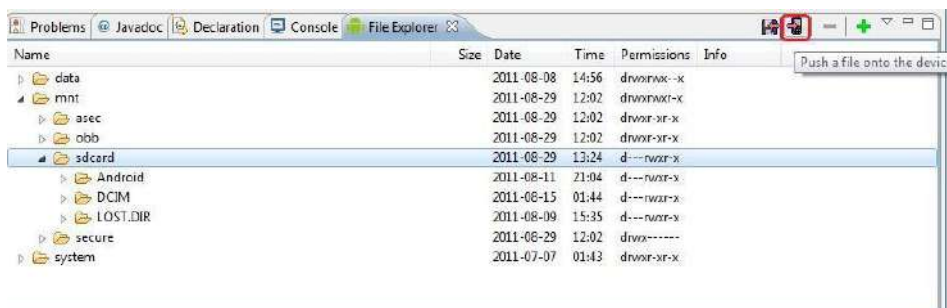 Problems @ Javadoc Declaration Console File Explorer
Name Size Date Time Permissions Info
Push a file onto the devic
data 2011-08-08 14:56 drwxrwx--x
mnt 2011-08-29 12:02 drwxrwxr-x
asec 2011-08-29 12:02 drwxr-xr-x
obb 2011-08-29 12:02 drwxr-xr-x
sdcard 2011-08-29 13:24 d---rwxr-x
Android 2011-08-11 21:04 d---rwxr-x
DCIM 2011-08-15 01:44 d---rwxr-x
LOST.DIR 2011-08-09 15:35 d---rwxr-x
secure 2011-08-29 12:02 drwx------
system 2011-07-07 01:43 drwxr-xr-x